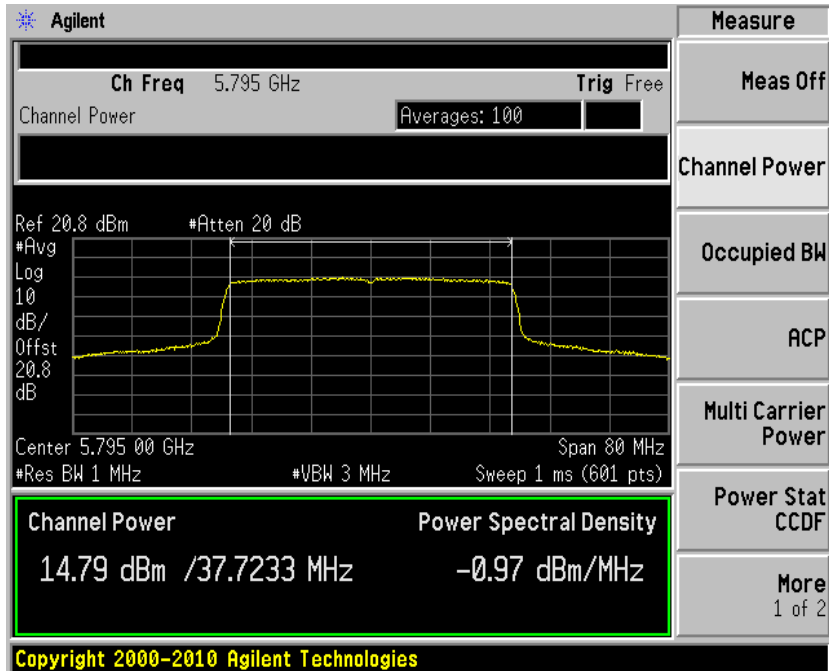 Agilent
Measure
Ch Freq 5.795 GHz Trig Free
Channel Power Averages: 100
Ref 20.8 dBm #Atten 20 dB
#Avg
Log
10
dB/
Offst
20.8
dB
Center 5.795 00 GHz Span 80 MHz
#Res BW 1 MHz #VBW 3 MHz Sweep 1 ms (601 pts)
Channel Power Power Spectral Density
14.79 dBm /37.7233 MHz -0.97 dBm/MHz
Meas Off
Channel Power
Occupied BW
ACP
Multi Carrier
Power
Power Stat
CCDF
More
1 of 2
Copyright 2000-2010 Agilent Technologies